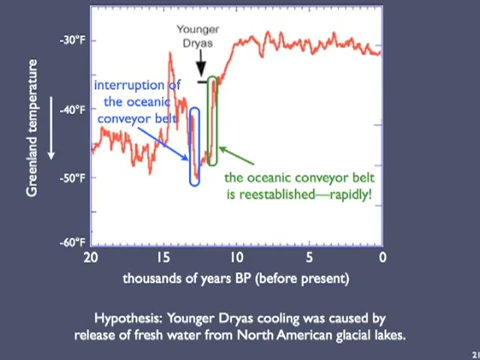 Younger
Dryas
-30°F
interruption of
the oceanic
conveyor belt
-40°F
Greenland temperature
the oceanic conveyor belt
is reestablished—rapidly!
-50°F
-60°F
20 15 10 5 0
thousands of years BP (before present)
Hypothesis: Younger Dryas cooling was caused by
release of fresh water from North American glacial lakes.
21